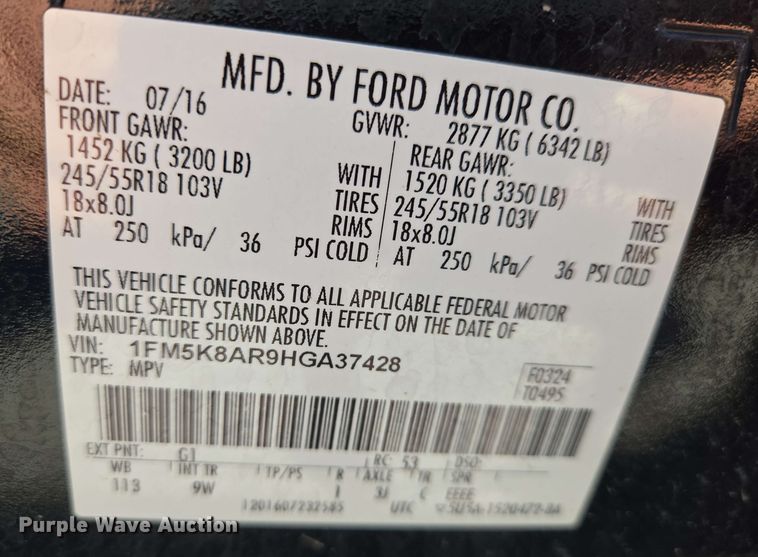 MFD. BY FORD MOTOR CO.
DATE: 07/16 GVWR: 2877 KG ( 6342 LB)
FRONT GAWR: REAR GAWR:
1452 KG ( 3200 LB) WITH 1520 KG ( 3350 LB) WITH
245/55R18 103V TIRES 245/55R18 103V TIRES
18x8.0J RIMS 18x8.0J RIMS
AT 250 kPa/ 36 PSI COLD AT 250 kPa/ 36 PSI COLD
THIS VEHICLE CONFORMS TO ALL APPLICABLE FEDERAL MOTOR
VEHICLE SAFETY STANDARDS IN EFFECT ON THE DATE OF
MANUFACTURE SHOWN ABOVE.
VIN: 1FM5K8AR9HGA37428
TYPE: MPV
F0324
T0495
EXT PNT: G1 RC: 53 DSO:
WB INT TR TP/PS R AXLE TR SPR
113 9W EEEE
1201607232585 UTC
Purple Wave Auction